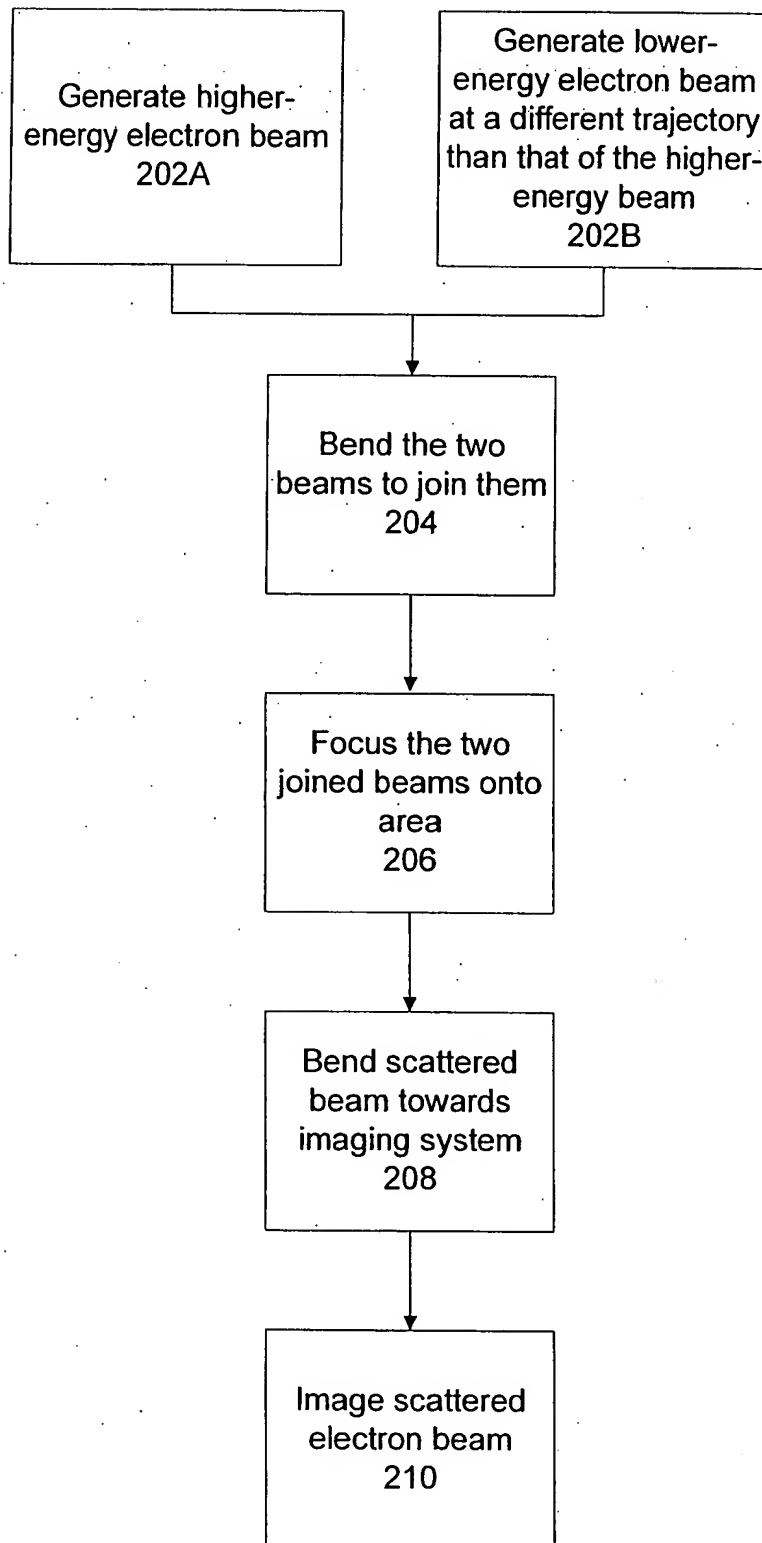 Generate higher-
energy electron beam
202A
Generate lower-
energy electron beam
at a different trajectory
than that of the higher-
energy beam
202B
Bend the two
beams to join them
204
Focus the two
joined beams onto
area
206
Bend scattered
beam towards
imaging system
208
Image scattered
electron beam
210